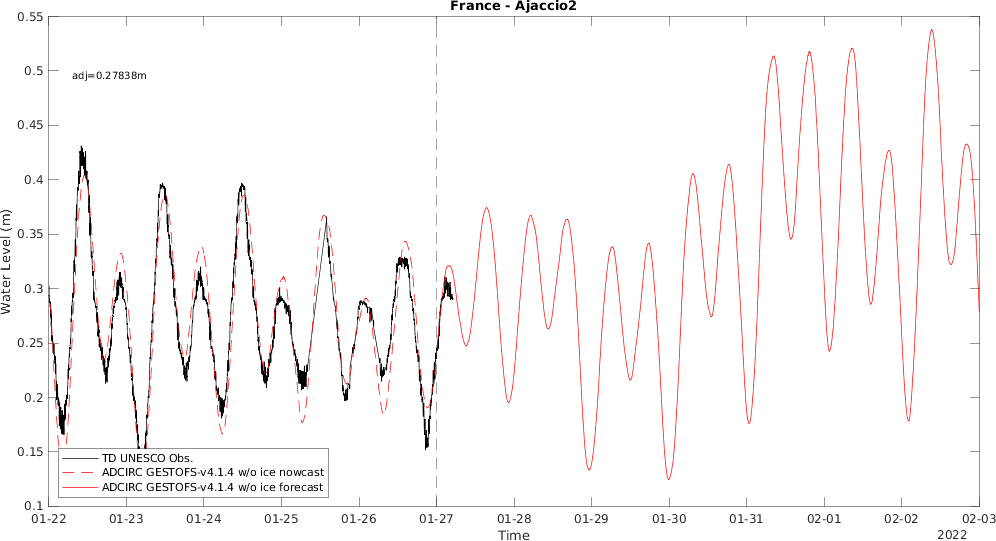 France - Ajaccio2
adj=0.27838m
Water Level (m)
0.55
0.5
0.45
0.4
0.35
0.3
0.25
0.2
0.15
0.1
TD UNESCO Obs.
ADCIRC GESTOFS-v4.1.4 w/o ice nowcast
ADCIRC GESTOFS-v4.1.4 w/o ice forecast
01-22 01-23 01-24 01-25 01-26 01-27 01-28 01-29 01-30 01-31 02-01 02-02 02-03
Time
2022